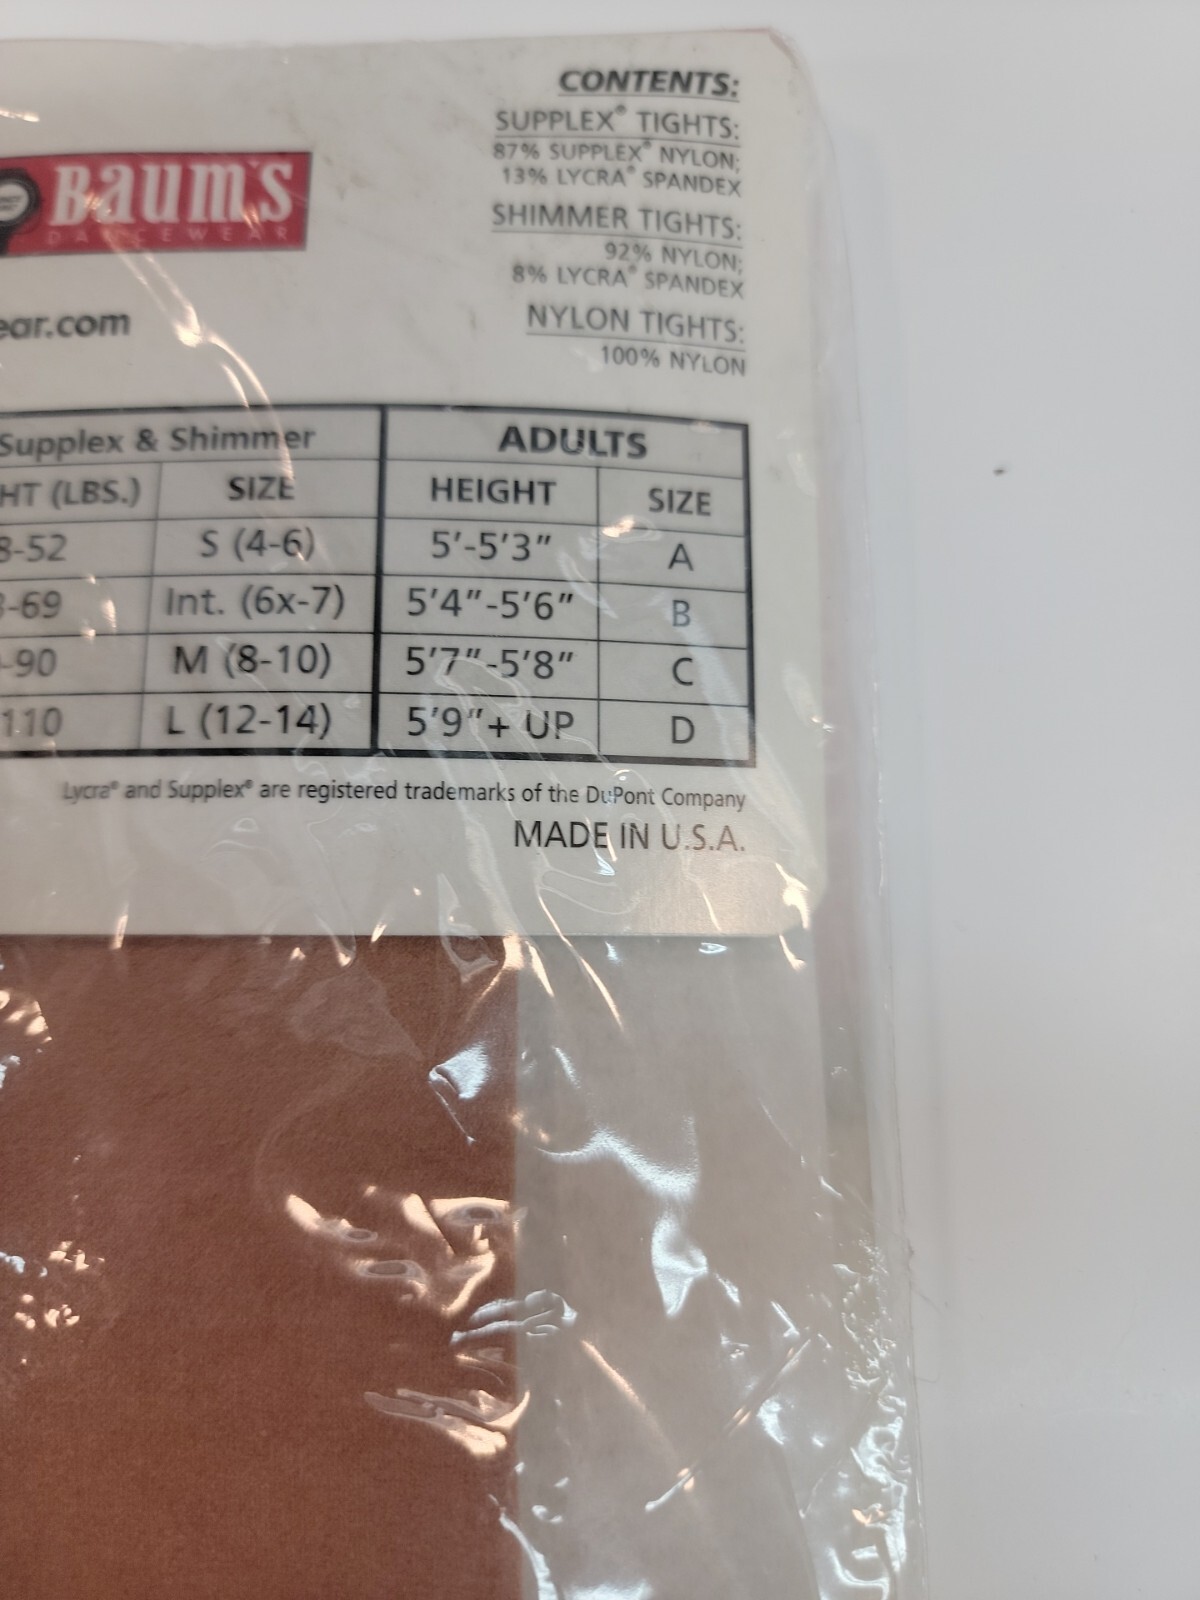 CONTENTS:
SUPPLEX® TIGHTS:
87% SUPPLEX® NYLON;
13% LYCRA® SPANDEX
SHIMMER TIGHTS:
92% NYLON;
8% LYCRA® SPANDEX
NYLON TIGHTS:
100% NYLON
BAUM'S
DANCEWEAR
ear.com
Supplex & Shimmer ADULTS
HT (LBS.) SIZE HEIGHT SIZE
8-52 S (4-6) 5'-5'3" A
-69 Int. (6x-7) 5'4"-5'6" B
-90 M (8-10) 5'7"-5'8" C
110 L (12-14) 5'9"+ UP D
Lycra® and Supplex® are registered trademarks of the DuPont Company
MADE IN U.S.A.